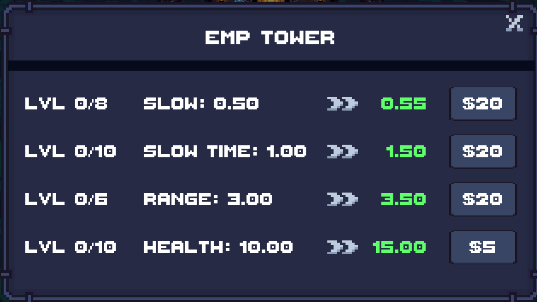 EMP TOWER
LVL 0/8 SLOW: 0.50 >> 0.55 $20
LVL 0/10 SLOW TIME: 1.00 >> 1.50 $20
LVL 0/6 RANGE: 3.00 >> 3.50 $20
LVL 0/10 HEALTH: 10.00 >> 15.00 $5